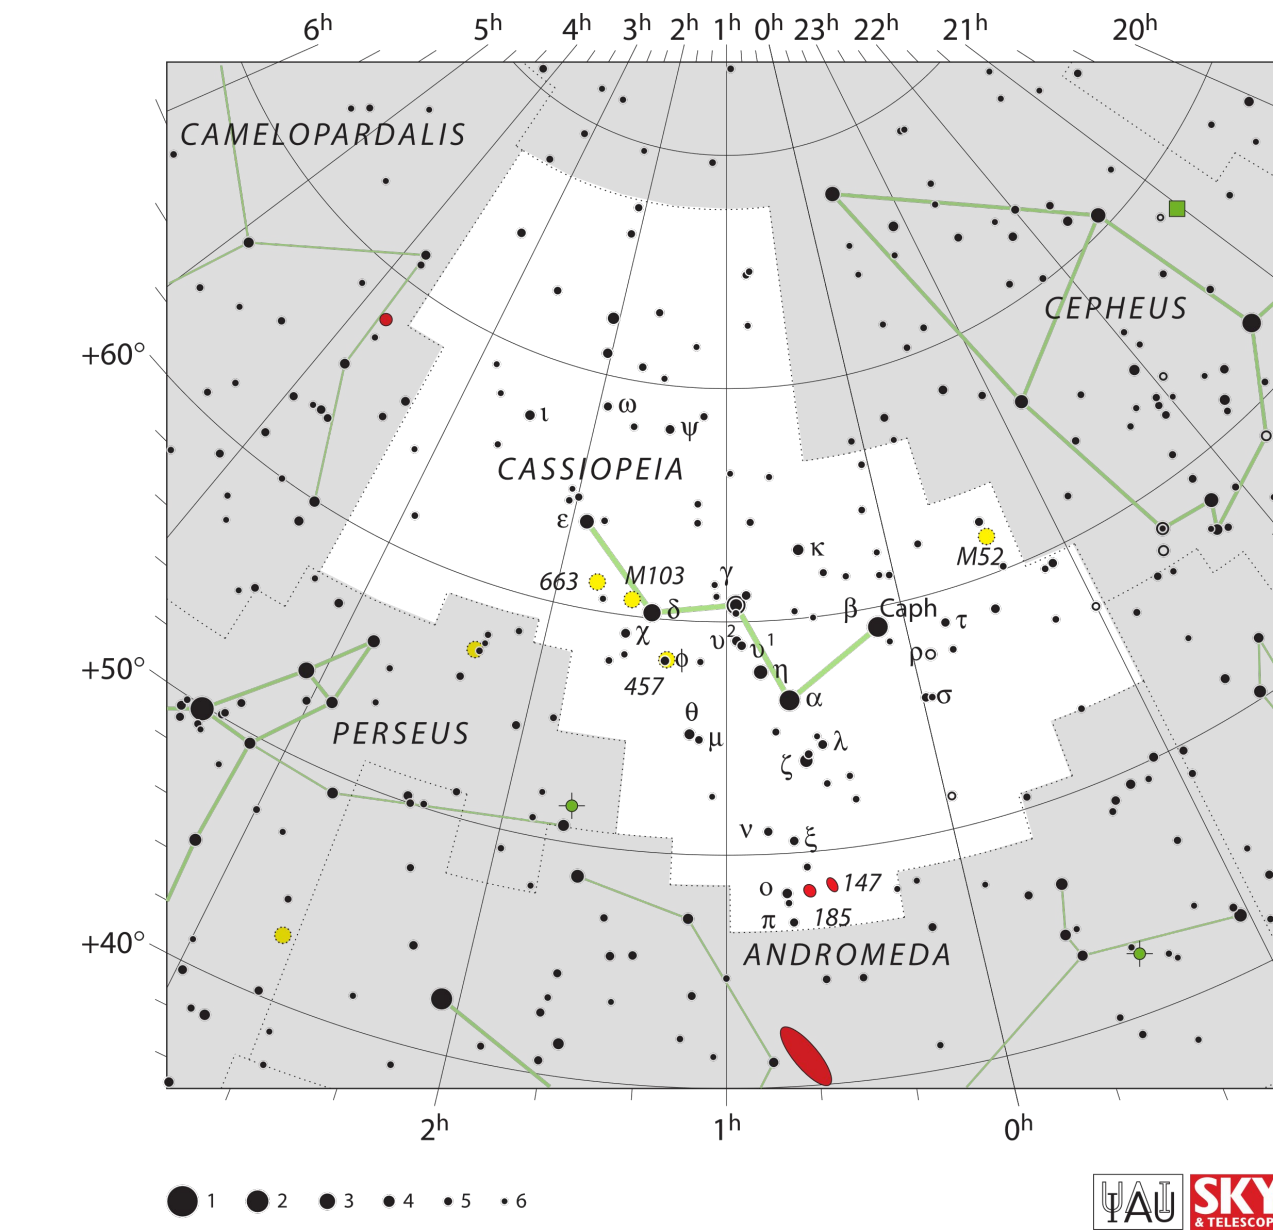 6h 5h 4h 3h 2h 1h 0h 23h 22h 21h 20h
CAMELOPARDALIS
CEPHEUS
+60°
ι ω ψ
CASSIOPEIA
ε
κ
M52
663 M103 γ
δ β Caph
χ υ2 υ1 τ
ϕ ρ
+50°
457 η
α σ
θ
PERSEUS μ λ
ζ
ν ξ
ο 147
π 185
+40° ANDROMEDA
2h 1h 0h
1 2 3 4 5 6
IAU SKY
& TELESCOP